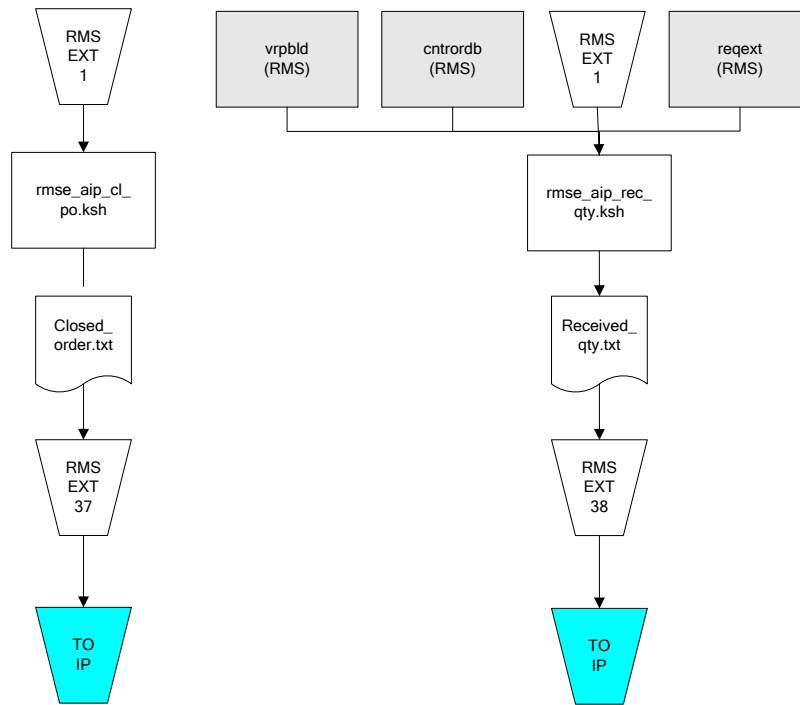 RMS
EXT
1
rmse_aip_cl_
po.ksh
Closed_
order.txt
RMS
EXT
37
TO
IP
vrpbld
(RMS)
cntrordb
(RMS)
RMS
EXT
1
reqext
(RMS)
rmse_aip_rec_
qty.ksh
Received_
qty.txt
RMS
EXT
38
TO
IP